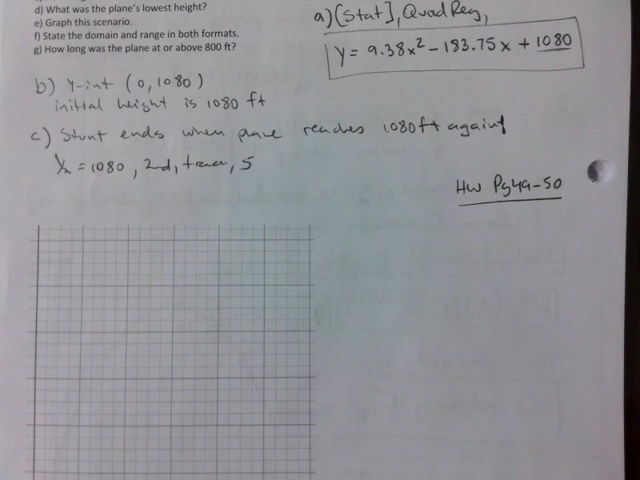 d) What was the plane's lowest height?
e) Graph this scenario.
f) State the domain and range in both formats.
g) How long was the plane at or above 800 ft?
a) [Stat], QuadReg,
y = 9.38x² - 183.75x + 1080
b) y-int (0, 1080)
initial height is 1080 ft
c) Stunt ends when plane reaches 1080 ft again!
Y₂ = 1080, 2nd, trace, 5
HW Pg 49-50